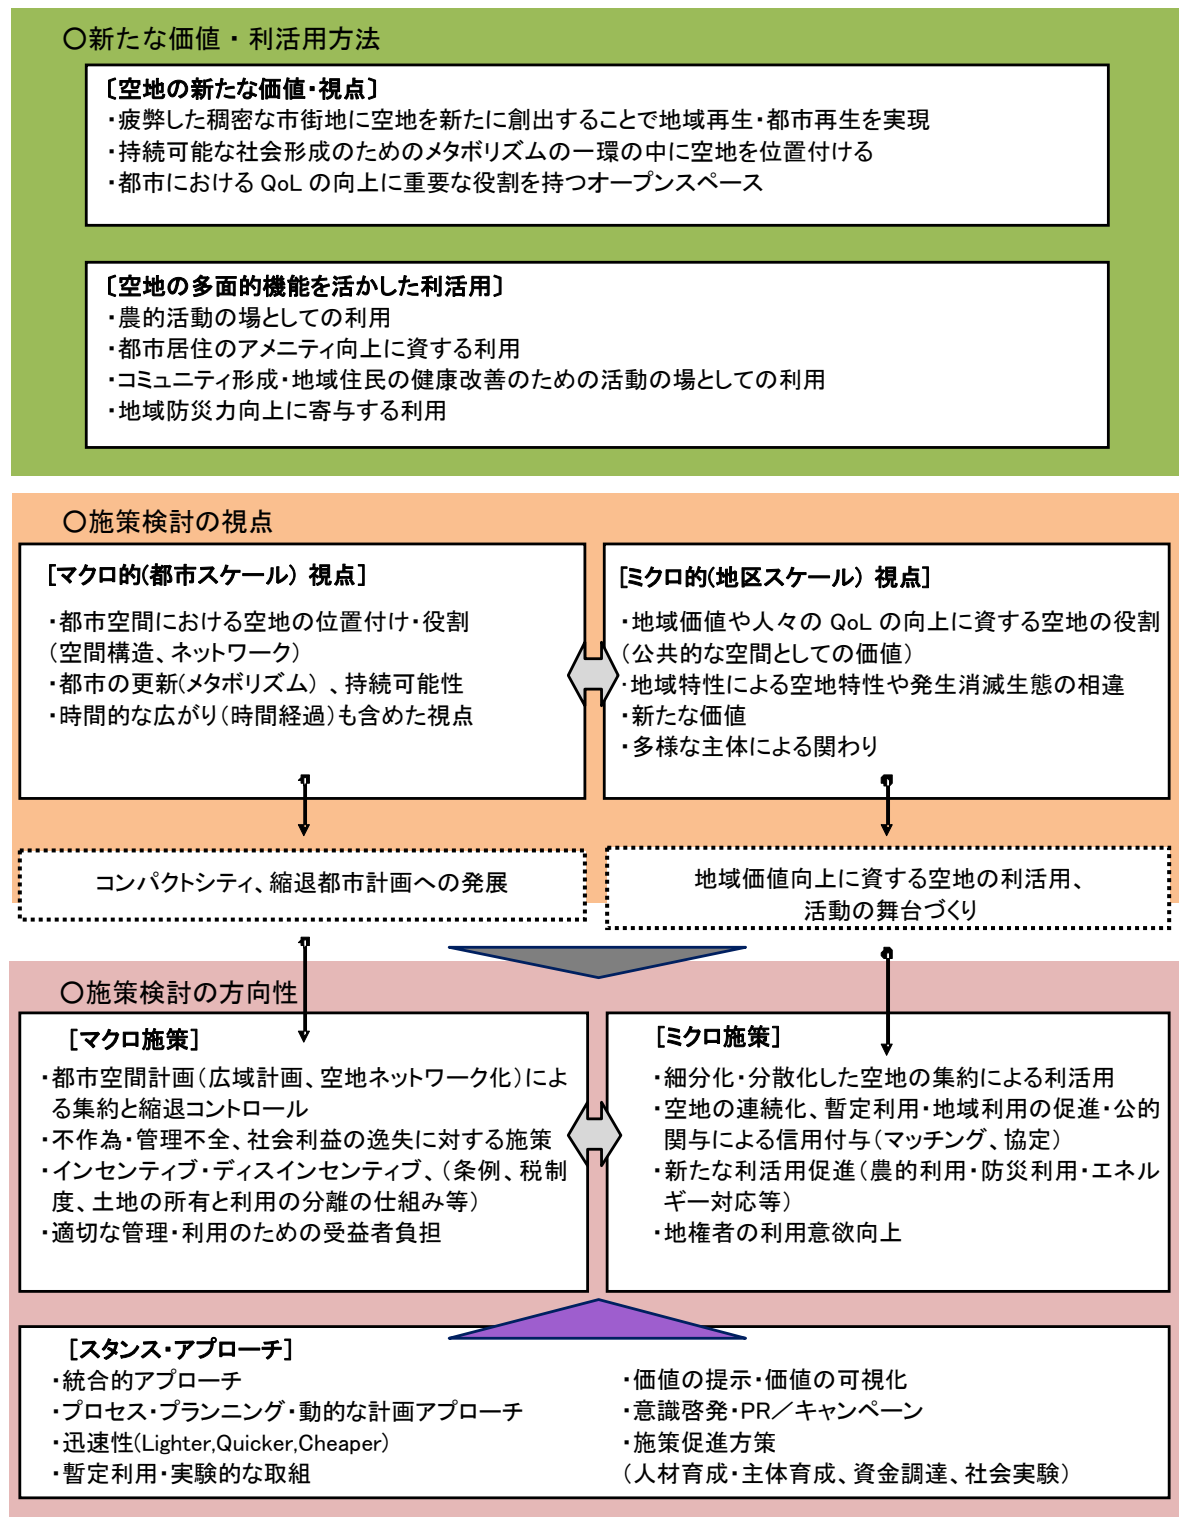 〇新たな価値・利活用方法
〔空地の新たな価値・視点〕
・疲弊した稠密な市街地に空地を新たに創出することで地域再生・都市再生を実現
・持続可能な社会形成のためのメタボリズムの一環の中に空地を位置付ける
・都市における QoL の向上に重要な役割を持つオープンスペース
〔空地の多面的機能を活かした利活用〕
・農的活動の場としての利用
・都市居住のアメニティ向上に資する利用
・コミュニティ形成・地域住民の健康改善のための活動の場としての利用
・地域防災力向上に寄与する利用
〇施策検討の視点
[マクロ的(都市スケール) 視点]
・都市空間における空地の位置付け・役割
(空間構造、ネットワーク)
・都市の更新(メタボリズム) 、持続可能性
・時間的な広がり(時間経過)も含めた視点
[ミクロ的(地区スケール) 視点]
・地域価値や人々の QoL の向上に資する空地の役割
(公共的な空間としての価値)
・地域特性による空地特性や発生消滅生態の相違
・新たな価値
・多様な主体による関わり
コンパクトシティ、縮退都市計画への発展
地域価値向上に資する空地の利活用、
活動の舞台づくり
〇施策検討の方向性
[マクロ施策]
・都市空間計画(広域計画、空地ネットワーク化)によ
る集約と縮退コントロール
・不作為・管理不全、社会利益の逸失に対する施策
・インセンティブ・ディスインセンティブ、(条例、税制
度、土地の所有と利用の分離の仕組み等)
・適切な管理・利用のための受益者負担
[ミクロ施策]
・細分化・分散化した空地の集約による利活用
・空地の連続化、暫定利用・地域利用の促進・公的
関与による信用付与(マッチング、協定)
・新たな利活用促進(農的利用・防災利用・エネル
ギー対応等)
・地権者の利用意欲向上
[スタンス・アプローチ]
・統合的アプローチ
・プロセス・プランニング・動的な計画アプローチ
・迅速性(Lighter,Quicker,Cheaper)
・暫定利用・実験的な取組
・価値の提示・価値の可視化
・意識啓発・PR/キャンペーン
・施策促進方策
(人材育成・主体育成、資金調達、社会実験)